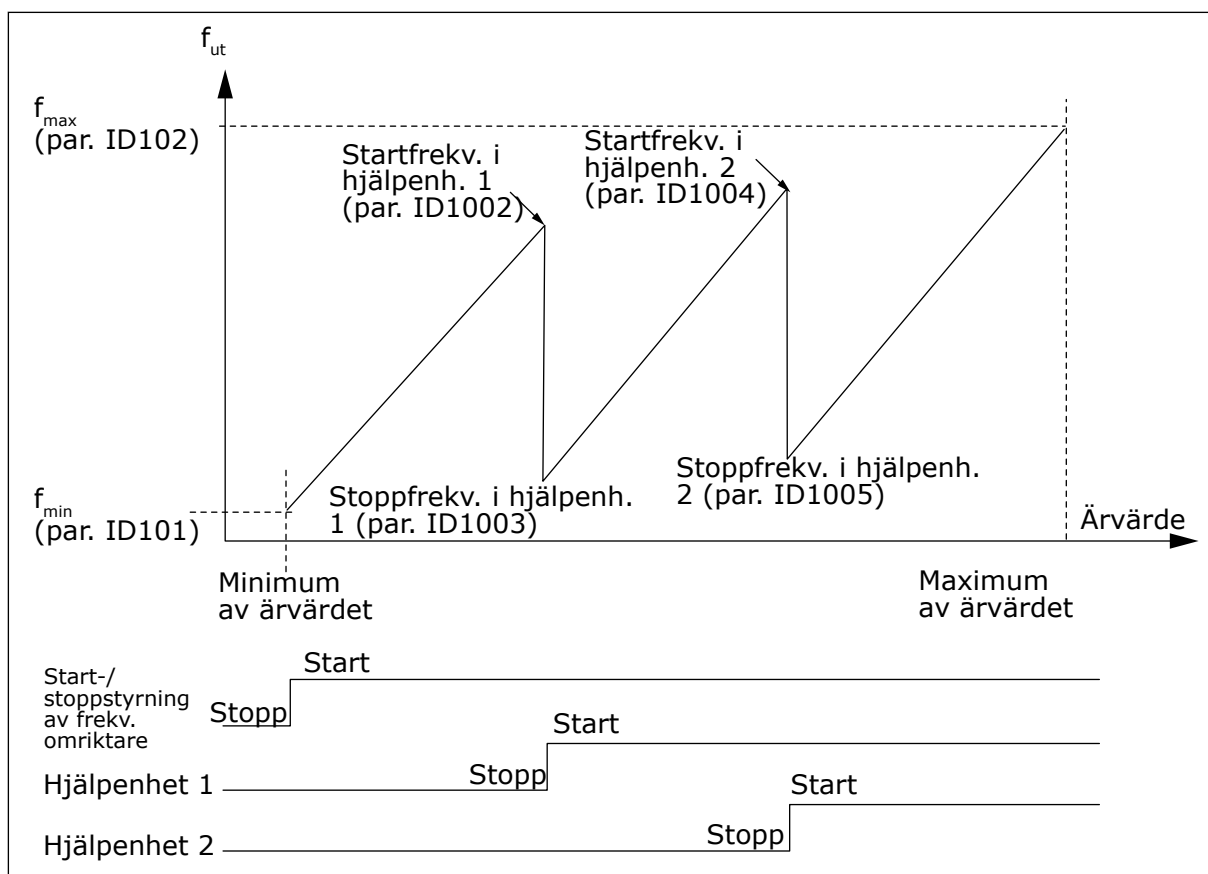 f_ut
f_max
(par. ID102)
Startfrekv. i
hjälpenh. 1
(par. ID1002)
Startfrekv. i
hjälpenh. 2
(par. ID1004)
f_min
(par. ID101)
Stoppfrekv. i hjälpenh.
1 (par. ID1003)
Stoppfrekv. i hjälpenh.
2 (par. ID1005)
Ärvärde
Minimum
av ärvärdet
Maximum
av ärvärdet
Start-/
stoppstyrning
av frekv.
omriktare
Stopp
Start
Hjälpenhet 1
Stopp
Start
Hjälpenhet 2
Stopp
Start